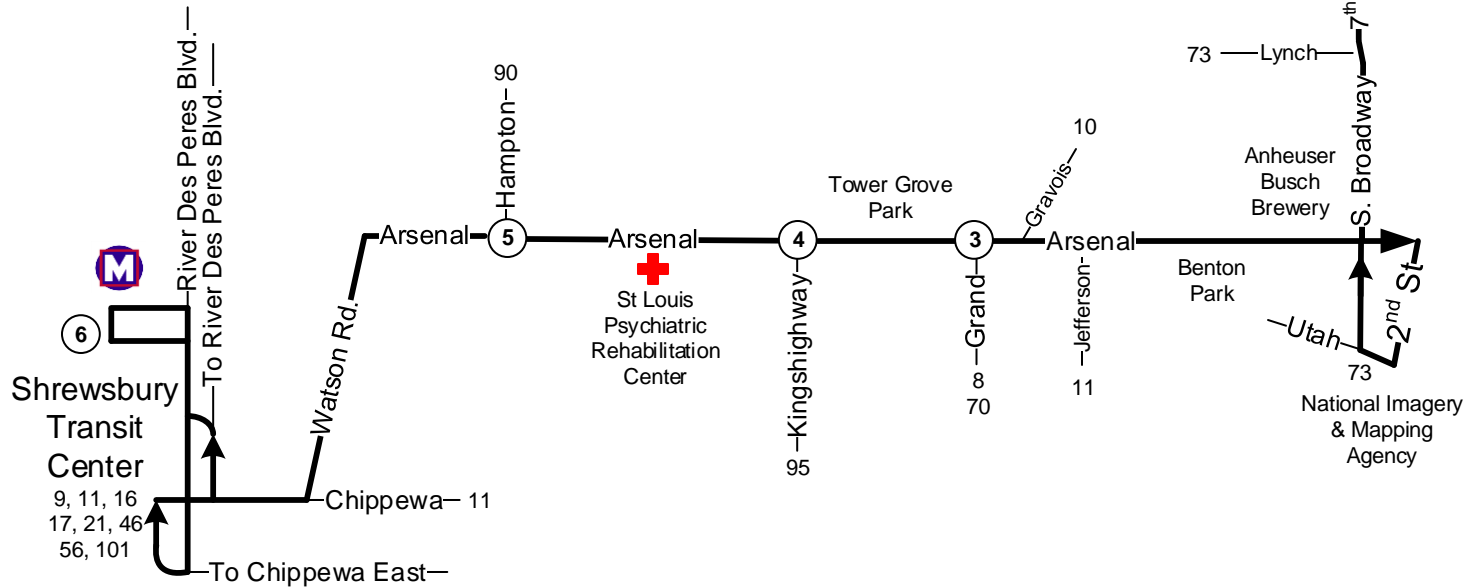 River Des Peres Blvd.
To River Des Peres Blvd.
M
6
Shrewsbury
Transit
Center
9, 11, 16
17, 21, 46
56, 101
To Chippewa East
Chippewa
11
Watson Rd.
Arsenal
90
Hampton
5
Arsenal
St Louis
Psychiatric
Rehabilitation
Center
4
Kingshighway
95
Tower Grove
Park
3
Grand
8
70
10
Gravois
Arsenal
Jefferson
11
Benton
Park
Anheuser
Busch
Brewery
73
Lynch
7th
S. Broadway
2nd St
Utah
73
National Imagery
& Mapping
Agency